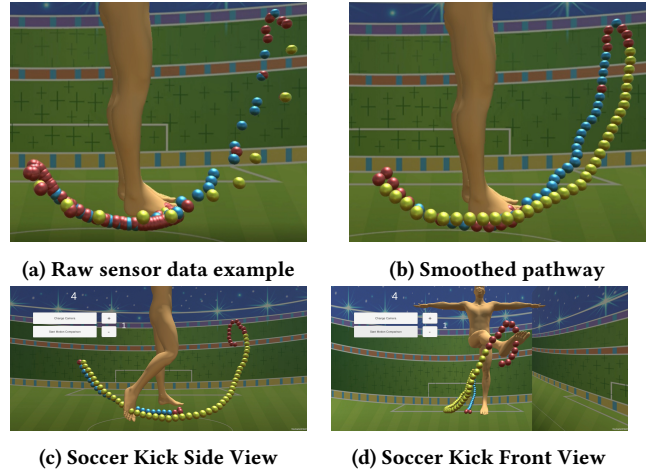 (a) Raw sensor data example
(b) Smoothed pathway
4
Change Camera
+
1
Start Motion Comparison
-
(c) Soccer Kick Side View
4
Change Camera
+
Start Motion Comparison
-
(d) Soccer Kick Front View